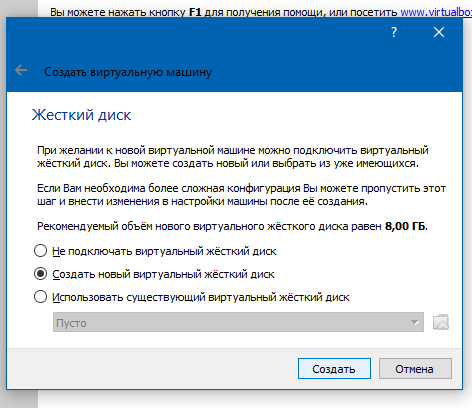 Вы можете нажать кнопку F1 для получения помощи, или посетить www.virtualbo
?
Создать виртуальную машину
Жесткий диск
При желании к новой виртуальной машине можно подключить виртуальный
жёсткий диск. Вы можете создать новый или выбрать из уже имеющихся.
Если Вам необходима более сложная конфигурация Вы можете пропустить этот
шаг и внести изменения в настройки машины после её создания.
Рекомендуемый объём нового виртуального жёсткого диска равен 8,00 ГБ.
Не подключать виртуальный жёсткий диск
Создать новый виртуальный жёсткий диск
Использовать существующий виртуальный жёсткий диск
Пусто
Создать Отмена